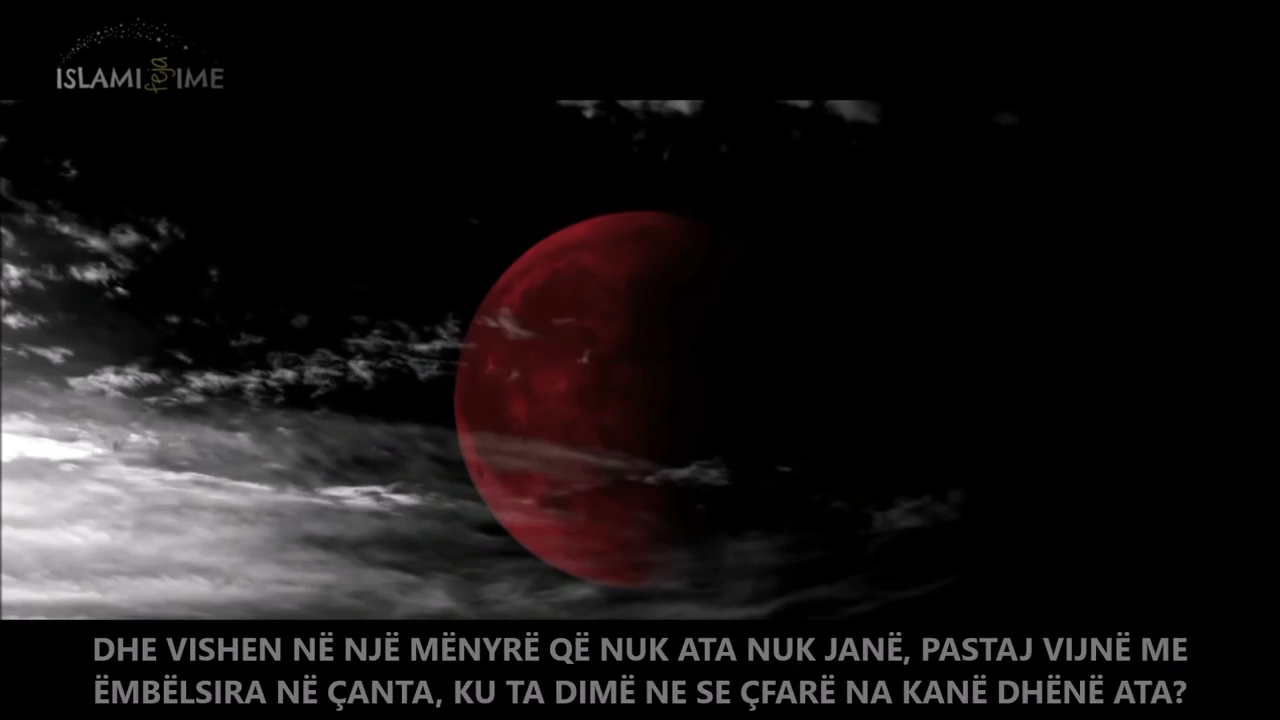 ISLAMI feja IME
DHE VISHEN NË NJË MËNYRË QË NUK ATA NUK JANË, PASTAJ VIJNË ME
ËMBËLSIRA NË ÇANTA, KU TA DIMË NE SE ÇFARË NA KANË DHËNË ATA?